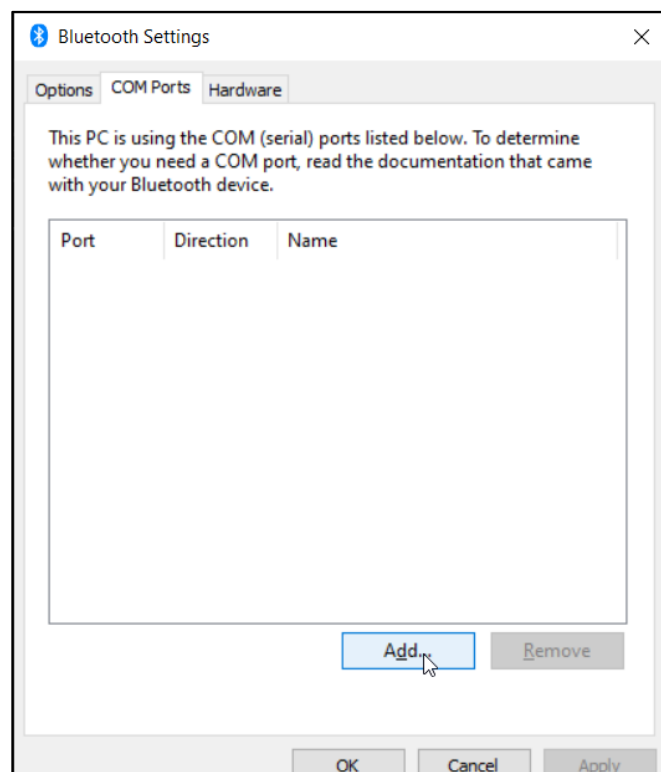 Bluetooth Settings
Options COM Ports Hardware
This PC is using the COM (serial) ports listed below. To determine
whether you need a COM port, read the documentation that came
with your Bluetooth device.
Port Direction Name
Add... Remove
OK Cancel Apply